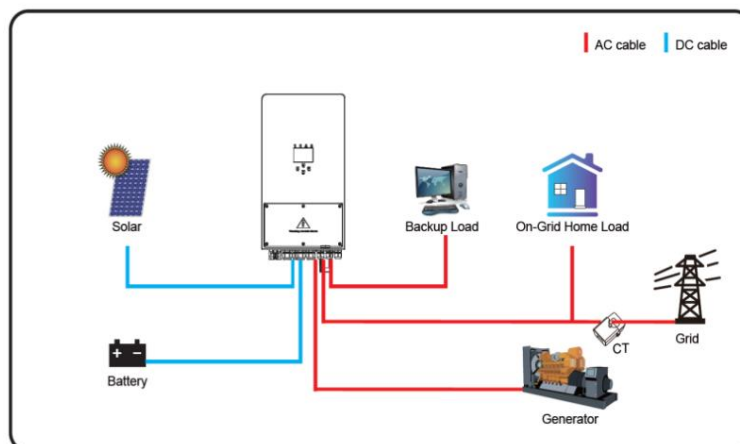 AC cable
DC cable
Solar
Backup Load
On-Grid Home Load
CT
Grid
Battery
Generator